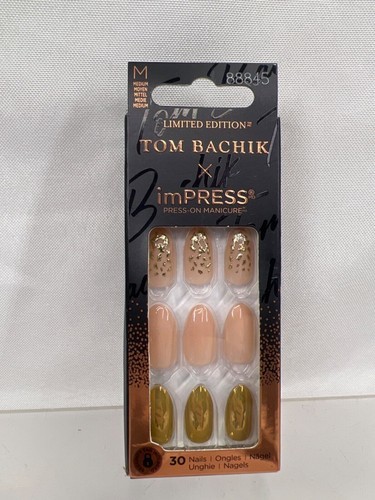 M
MEDIUM
MOYEN
MITTEL
MEDIO
MEDIUM
88845
LIMITED EDITION
TOM BACHIK
X
imPRESS®
PRESS-ON MANICURE
30 Nails | Ongles | Nägel
Unghie | Nagels